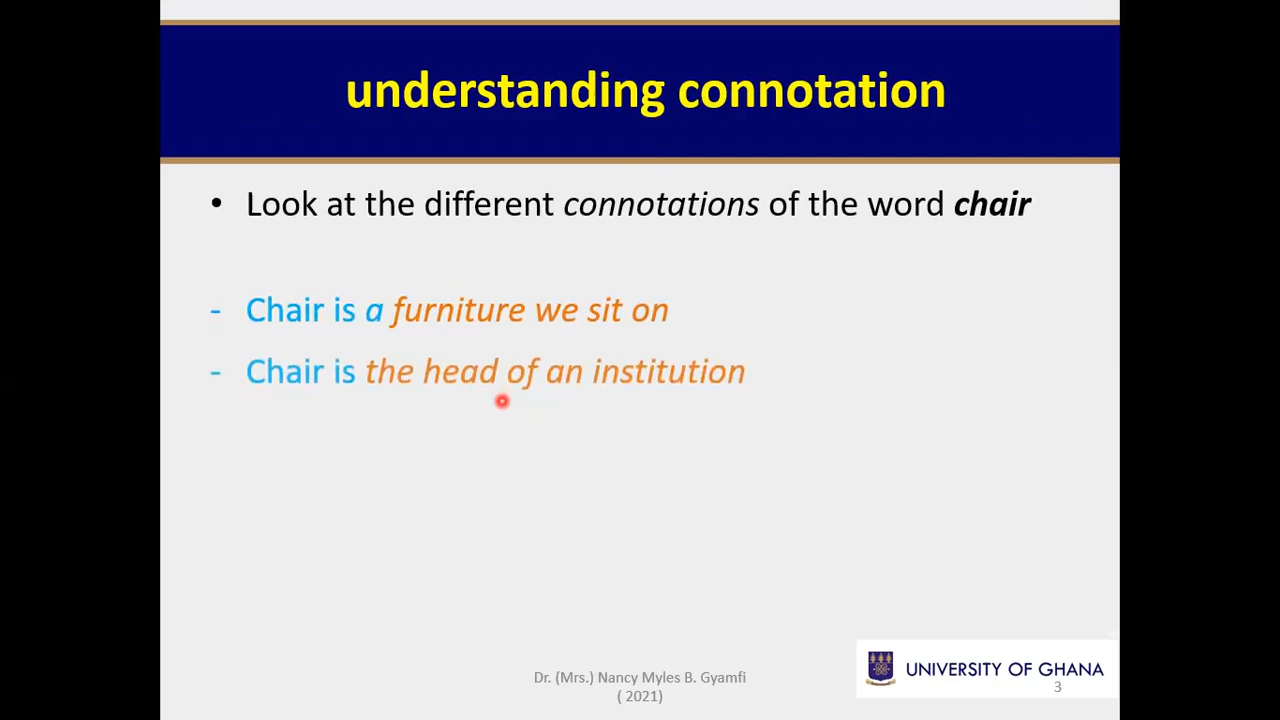 understanding connotation
• Look at the different connotations of the word chair
- Chair is a furniture we sit on
- Chair is the head of an institution
Dr. (Mrs.) Nancy Myles B. Gyamfi
( 2021)
UNIVERSITY OF GHANA
3